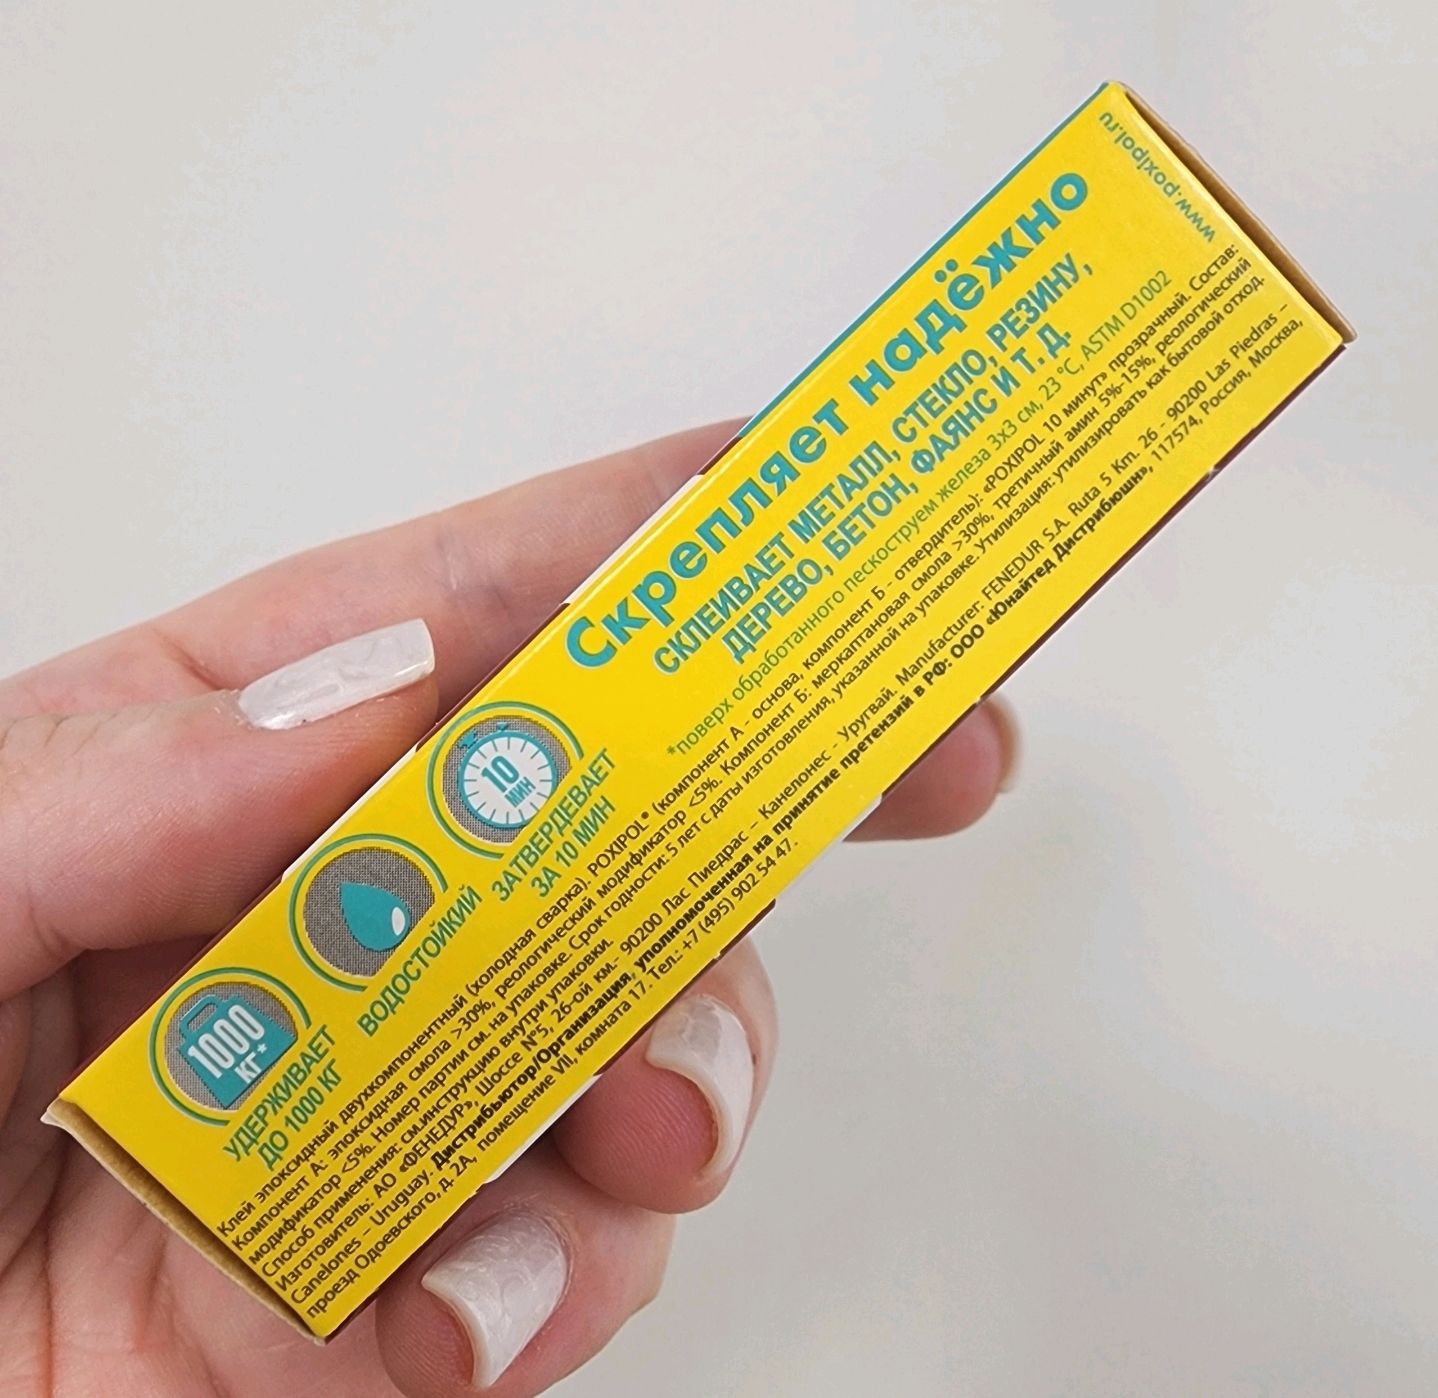 www.poxipol.ru
Скрепляет надёжно
СКЛЕИВАЕТ МЕТАЛЛ, СТЕКЛО, РЕЗИНУ,
ДЕРЕВО, БЕТОН, ФАЯНС И Т. Д.
*поверх обработанного пескоструем железа 3x3 см, 23 °C, ASTM D1002
10
МИН
ЗАТВЕРДЕВАЕТ
ЗА 10 МИН
ВОДОСТОЙКИЙ
1000
КГ*
УДЕРЖИВАЕТ
ДО 1000 КГ
Клей эпоксидный двухкомпонентный (холодная сварка). POXIPOL® (компонент А - основа, компонент Б - отвердитель): «POXIPOL 10 минут» прозрачный. Состав:
Компонент А: эпоксидная смола >30%, реологический модификатор <5%. Компонент Б: меркаптановая смола >30%, третичный амин 5%-15%, реологический
модификатор <5%. Номер партии см. на упаковке. Срок годности: 5 лет с даты изготовления, указанной на упаковке. Утилизация: утилизировать как бытовой отход.
Способ применения: см.инструкцию внутри упаковки.
Изготовитель: АО «ФЕНЕДУР», Шоссе №5, 26-ой км.- 90200 Лас Пиедрас – Канелонес - Уругвай. Manufacturer: FENEDUR S.A. Ruta 5 Km. 26 - 90200 Las Piedras –
Canelones – Uruguay. Дистрибьютор/Организация, уполномоченная на принятие претензий в РФ: ООО «Юнайтед Дистрибьюшн», 117574, Россия, Москва,
проезд Одоевского, д. 2А, помещение VII, комната 17. Тел.: +7 (495) 902 54 47.